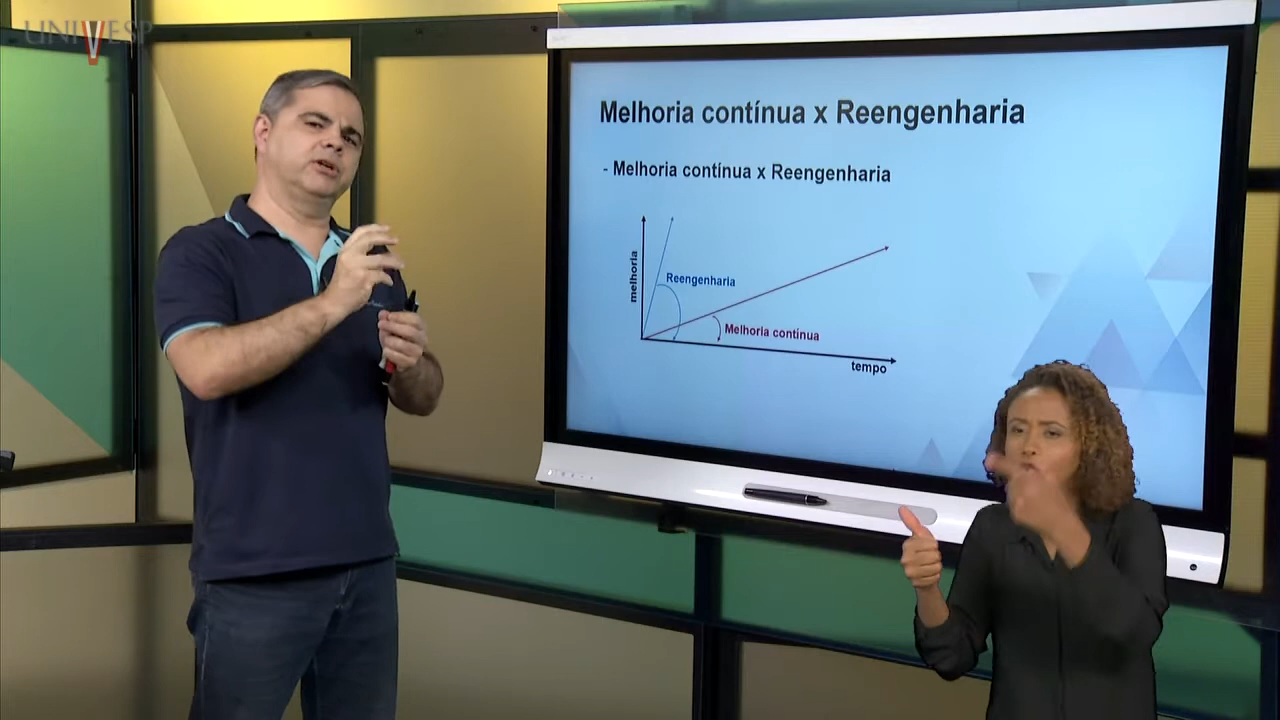 UNIVESP
Melhoria contínua x Reengenharia
- Melhoria contínua x Reengenharia
melhoria
Reengenharia
Melhoria contínua
tempo